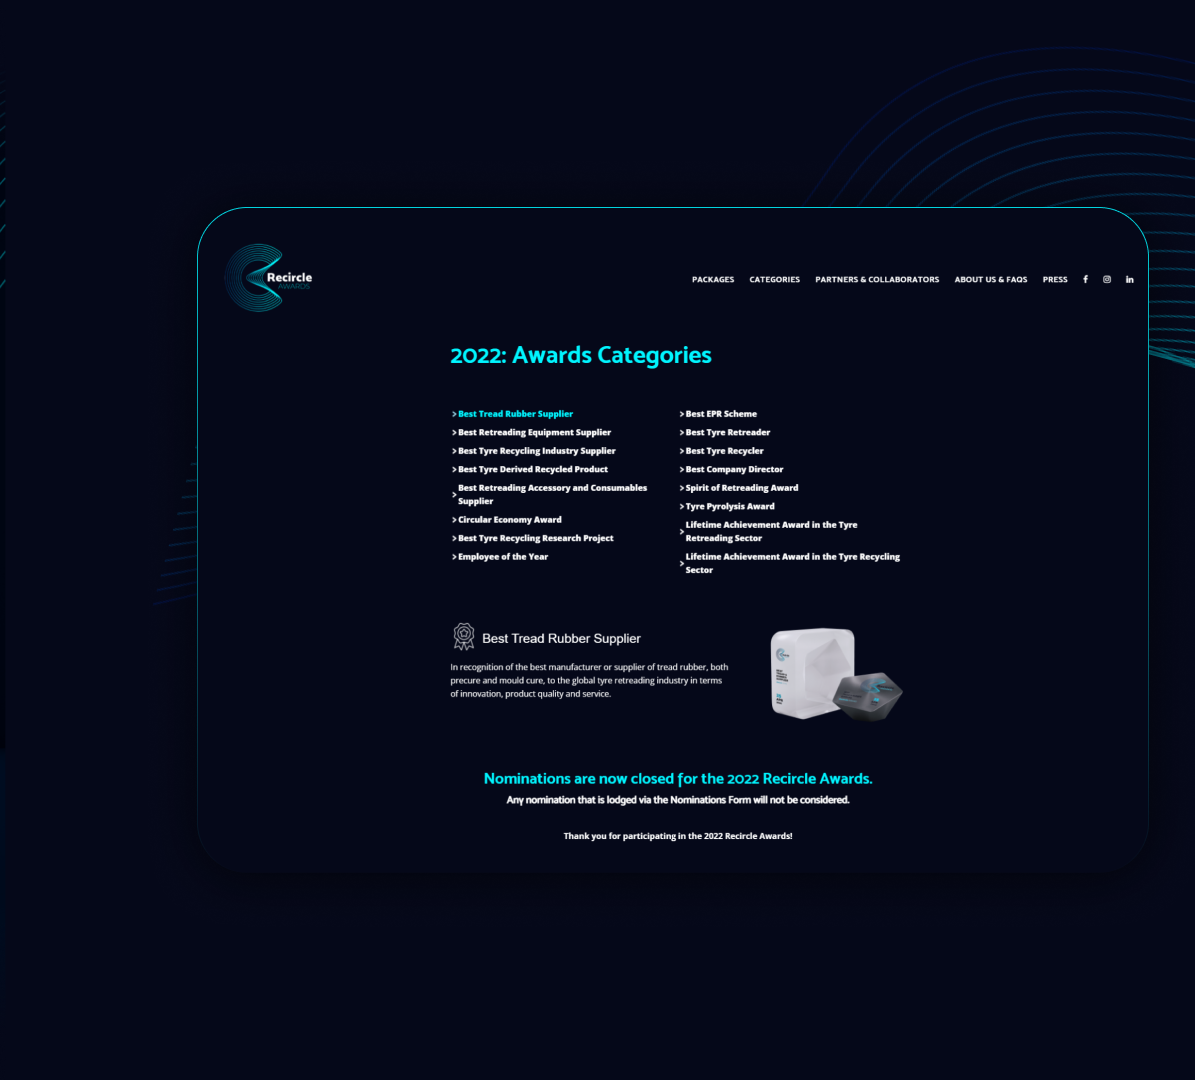 Recircle
AWARDS
PACKAGES CATEGORIES PARTNERS & COLLABORATORS ABOUT US & FAQS PRESS
2022: Awards Categories
Best Tread Rubber Supplier
Best Retreading Equipment Supplier
Best Tyre Recycling Industry Supplier
Best Tyre Derived Recycled Product
Best Retreading Accessory and Consumables
Supplier
Circular Economy Award
Best Tyre Recycling Research Project
Employee of the Year
Best EPR Scheme
Best Tyre Retreader
Best Tyre Recycler
Best Company Director
Spirit of Retreading Award
Tyre Pyrolysis Award
Lifetime Achievement Award in the Tyre
Retreading Sector
Lifetime Achievement Award in the Tyre Recycling
Sector
Best Tread Rubber Supplier
In recognition of the best manufacturer or supplier of tread rubber, both
precure and mould cure, to the global tyre retreading industry in terms
of innovation, product quality and service.
Nominations are now closed for the 2022 Recircle Awards.
Any nomination that is lodged via the Nominations Form will not be considered.
Thank you for participating in the 2022 Recircle Awards!